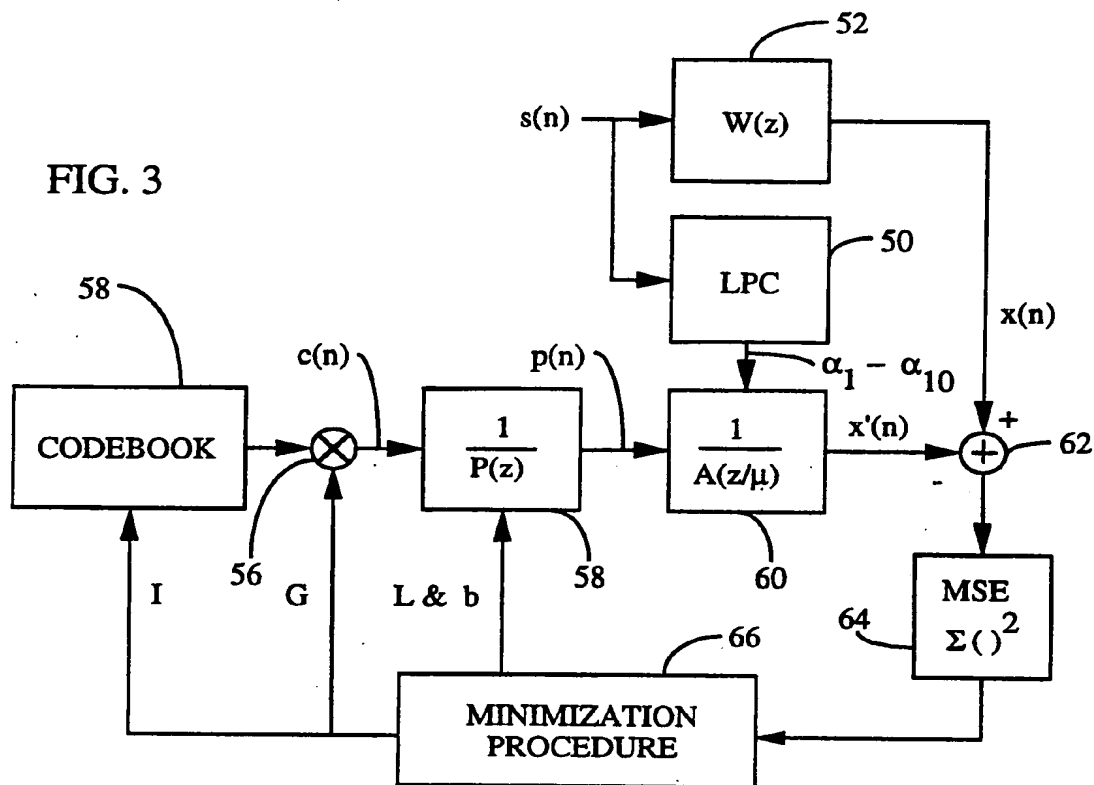 52
s(n)
W(z)
FIG. 3
50
58
LPC
x(n)
c(n)
p(n)
α1 – α10
CODEBOOK
1
P(z)
1
A(z/μ)
x'(n)
+
+
-
62
56
58
60
I
G
L & b
MSE
Σ( )²
64
66
MINIMIZATION
PROCEDURE